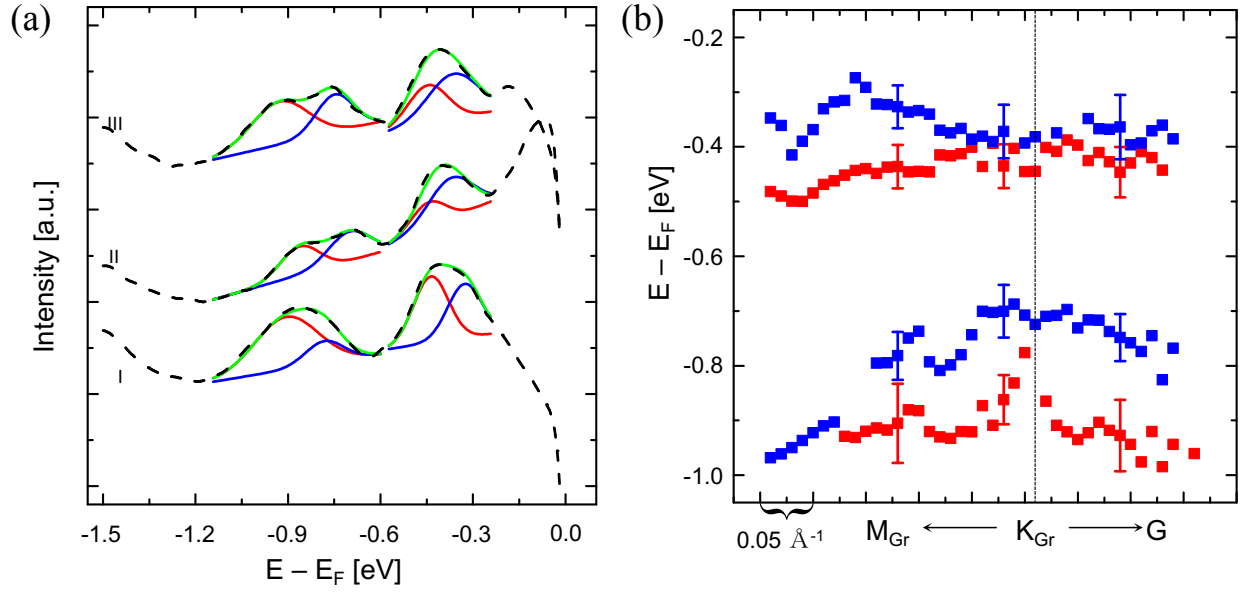 (a)
III
II
I
Intensity [a.u.]
-1.5 -1.2 -0.9 -0.6 -0.3 0.0
E – E_F [eV]
(b)
-0.2
-0.4
-0.6
-0.8
-1.0
E – E_F [eV]
0.05 Å⁻¹
M_Gr ← K_Gr → G